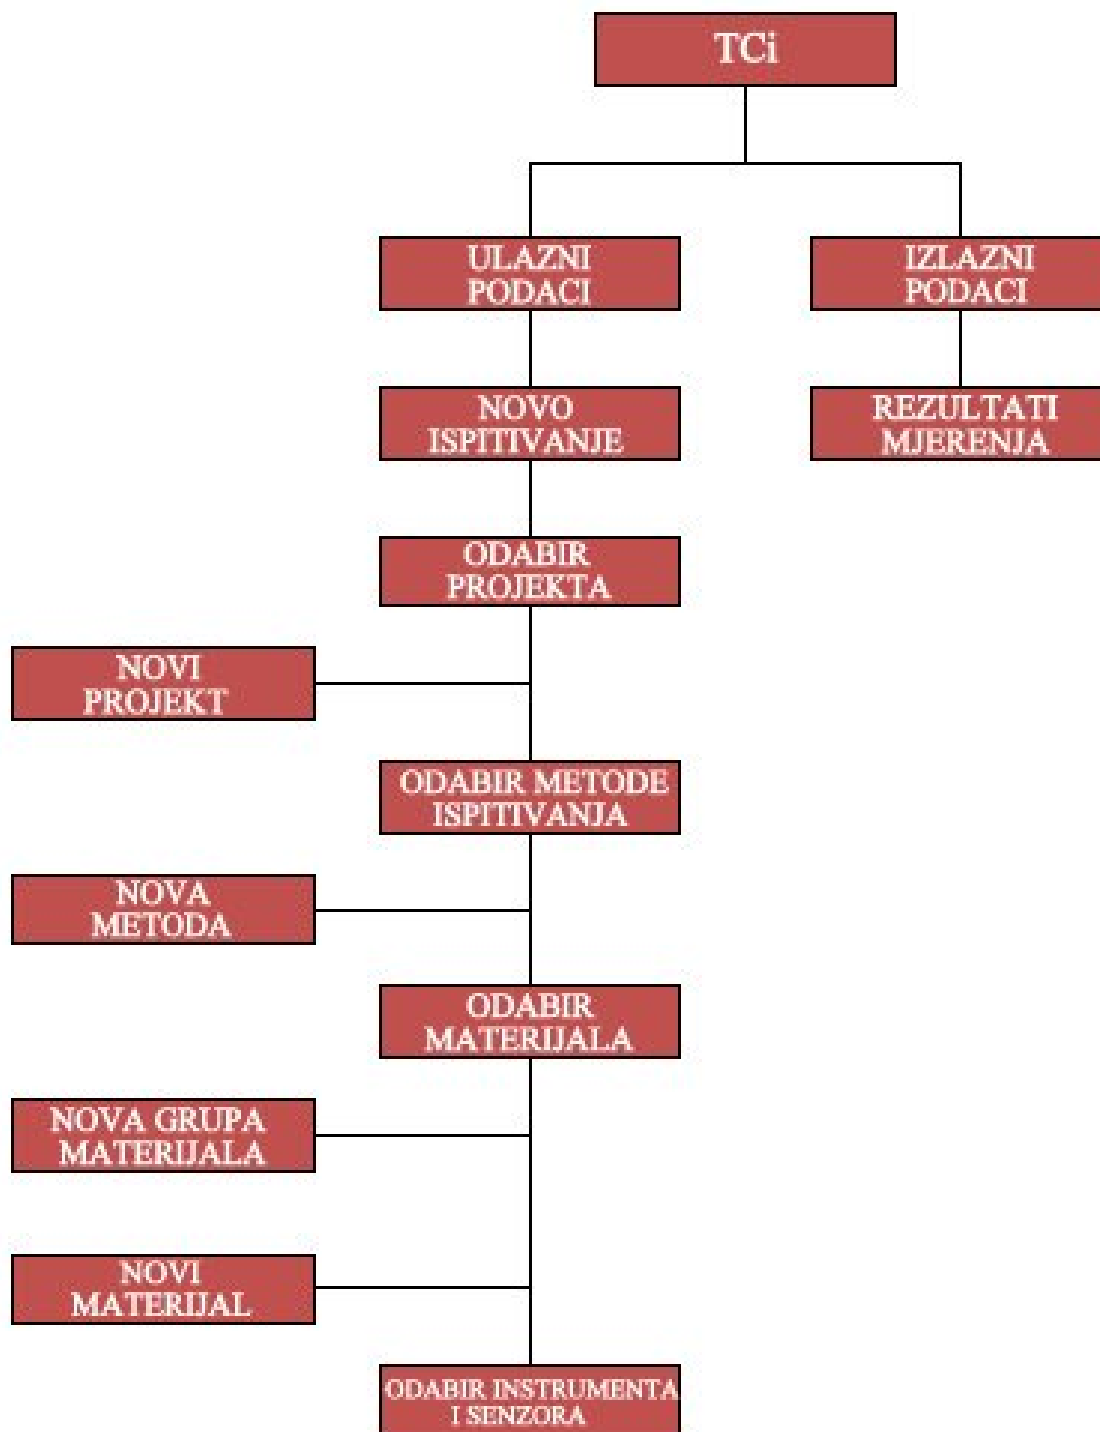 TCi
ULAZNI
PODACI
IZLAZNI
PODACI
NOVO
ISPITIVANJE
REZULTATI
MJERENJA
ODABIR
PROJEKTA
NOVI
PROJEKT
ODABIR METODE
ISPITIVANJA
NOVA
METODA
ODABIR
MATERIJALA
NOVA GRUPA
MATERIJALA
NOVI
MATERIJAL
ODABIR INSTRUMENTA
I SENZORA